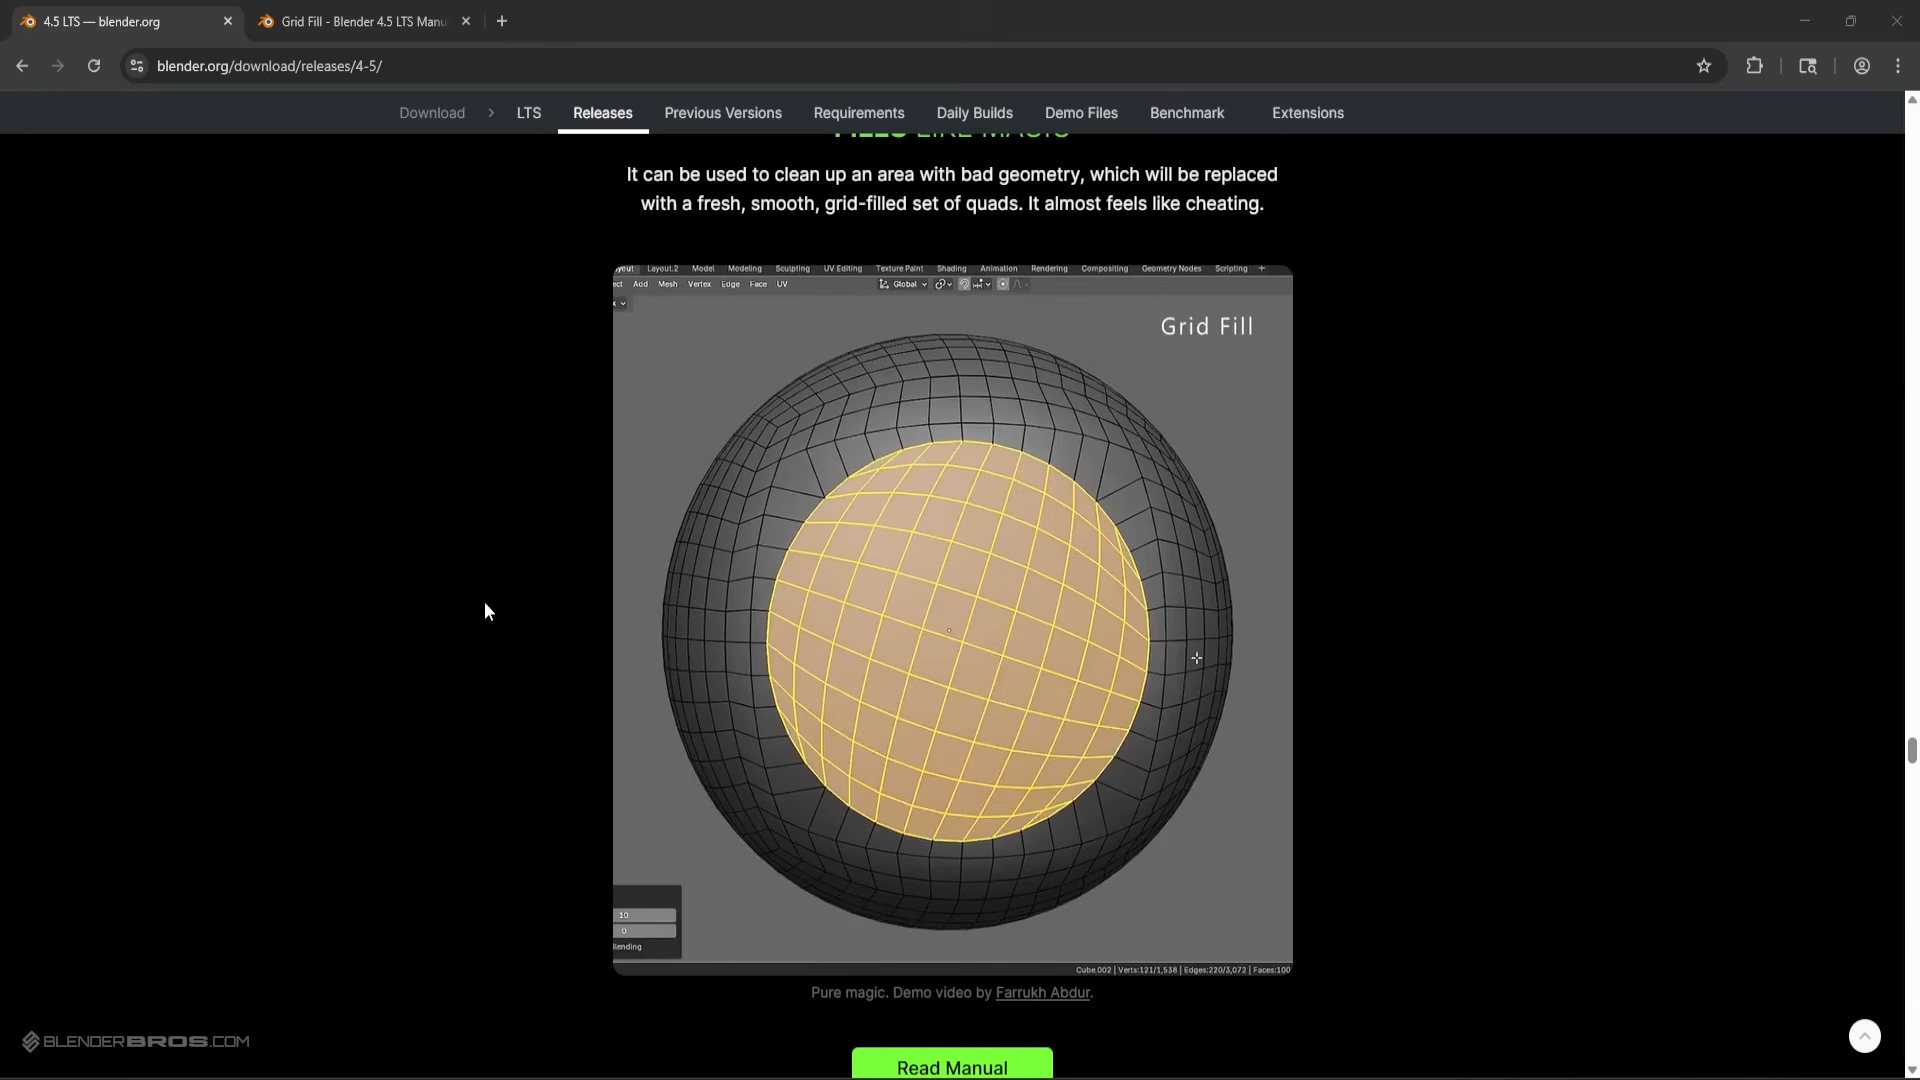 4.5 LTS — blender.org
Grid Fill - Blender 4.5 LTS Manu
blender.org/download/releases/4-5/
Download
LTS
Releases
Previous Versions
Requirements
Daily Builds
Demo Files
Benchmark
Extensions
It can be used to clean up an area with bad geometry, which will be replaced
with a fresh, smooth, grid-filled set of quads. It almost feels like cheating.
yout Layout.2 Model Modeling Sculpting UV Editing Texture Paint Shading Animation Rendering Compositing Geometry Nodes Scripting +
ect Add Mesh Vertex Edge Face UV Global
Grid Fill
10
0
lending
Cube.002 | Verts:121/1,538 | Edges:220/3,072 | Faces:100
Pure magic. Demo video by Farrukh Abdur.
BLENDERBROS.COM
Read Manual